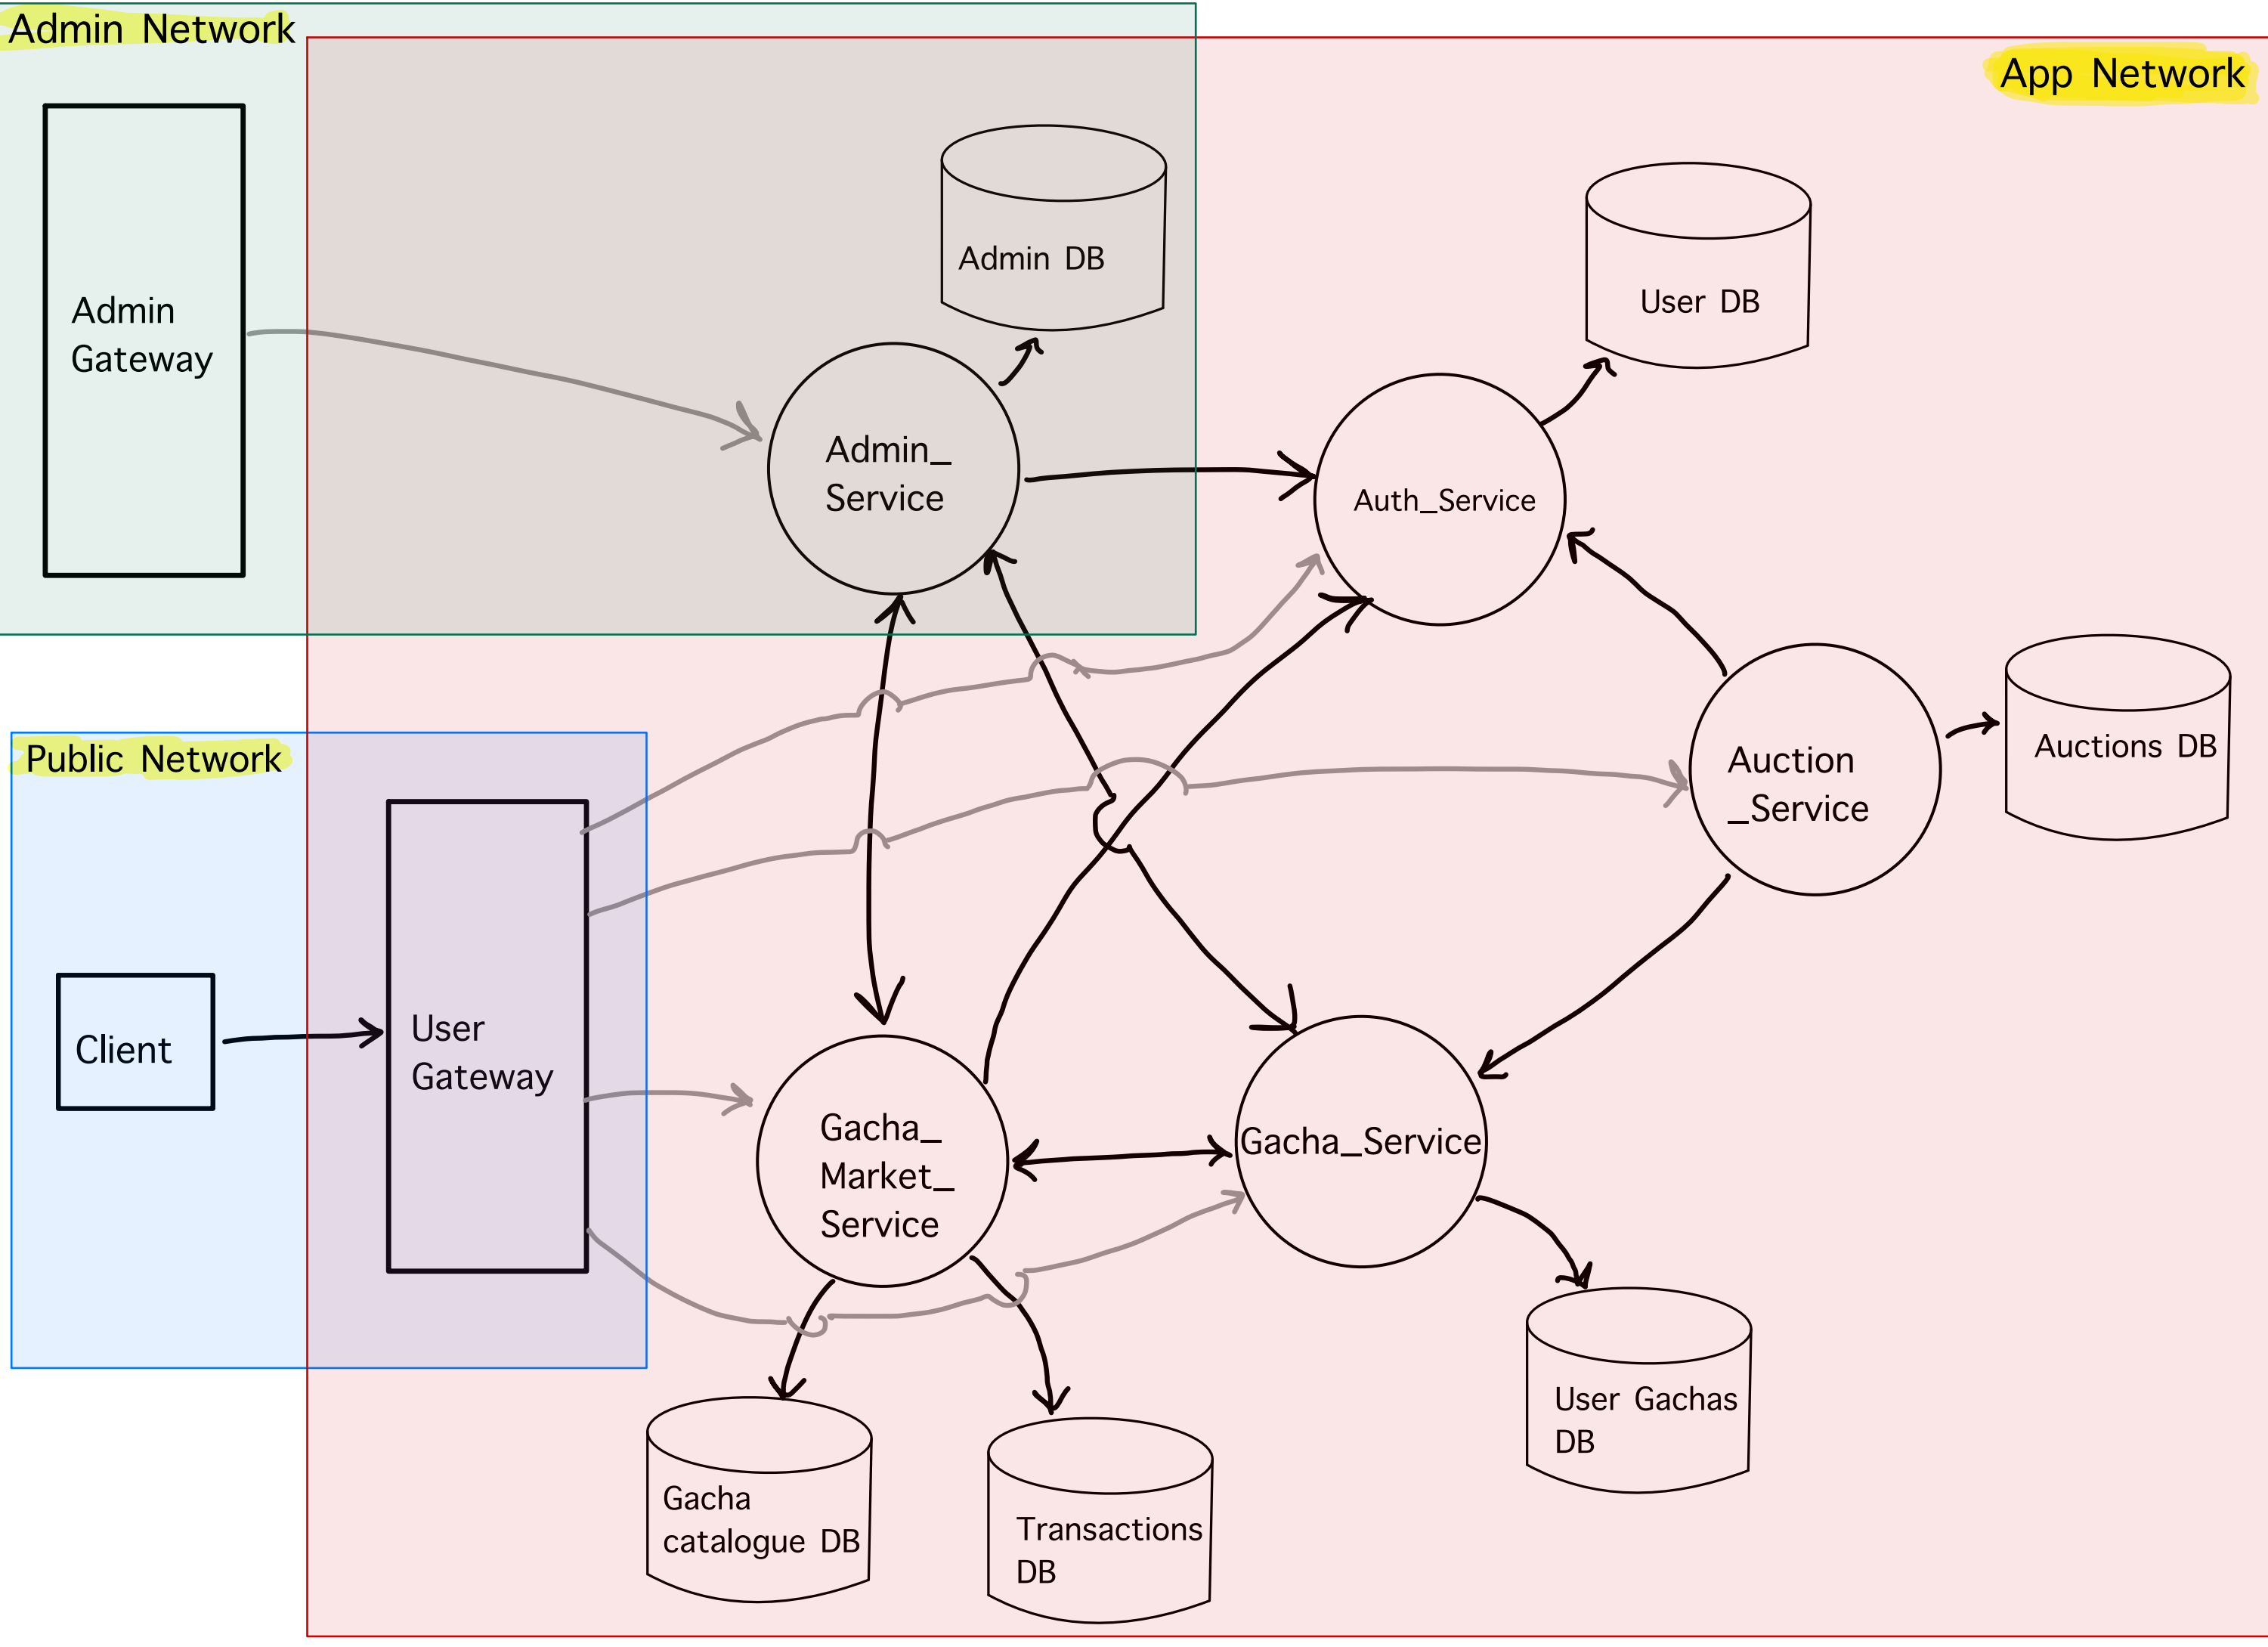 Admin Network
App Network
Admin DB
User DB
Admin
Gateway
Admin_
Service
Auth_Service
Public Network
Auction
_Service
Auctions DB
Client
User
Gateway
Gacha_
Market_
Service
Gacha_Service
User Gachas
DB
Gacha
catalogue DB
Transactions
DB